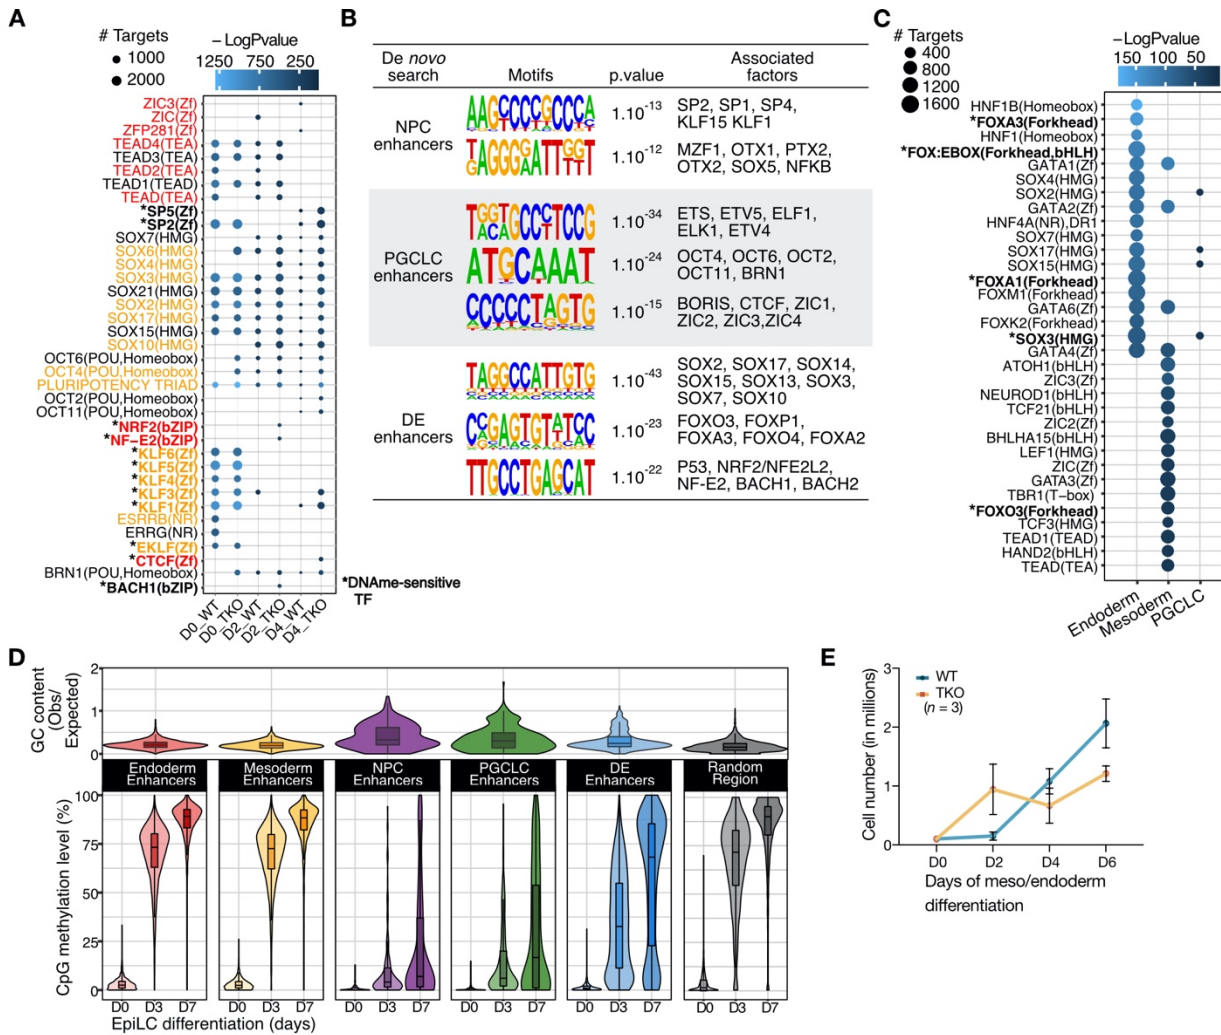 A
# Targets
1000
2000
– LogPvalue
1250 750 250
ZIC3(Zf)
ZIC(Zf)
ZFP281(Zf)
TEAD4(TEA)
TEAD3(TEA)
TEAD2(TEA)
TEAD1(TEAD)
TEAD(TEA)
*SP5(Zf)
*SP2(Zf)
SOX7(HMG)
SOX6(HMG)
SOX4(HMG)
SOX3(HMG)
SOX21(HMG)
SOX2(HMG)
SOX17(HMG)
SOX15(HMG)
SOX10(HMG)
OCT6(POU,Homeobox)
OCT4(POU,Homeobox)
PLURIPOTENCY TRIAD
OCT2(POU,Homeobox)
OCT11(POU,Homeobox)
*NRF2(bZIP)
*NF–E2(bZIP)
*KLF6(Zf)
*KLF5(Zf)
*KLF4(Zf)
*KLF3(Zf)
*KLF1(Zf)
ESRRB(NR)
ERRG(NR)
*EKLF(Zf)
*CTCF(Zf)
BRN1(POU,Homeobox)
*BACH1(bZIP)
D0_WT
D0_TKO
D2_WT
D2_TKO
D4_WT
D4_TKO
*DNAme-sensitive
TF
B
De novo
search
Motifs
p.value
Associated
factors
NPC
enhancers
1.10-13
SP2, SP1, SP4,
KLF15 KLF1
1.10-12
MZF1, OTX1, PTX2,
OTX2, SOX5, NFKB
PGCLC
enhancers
1.10-34
ETS, ETV5, ELF1,
ELK1, ETV4
ATGCAAAT
1.10-24
OCT4, OCT6, OCT2,
OCT11, BRN1
CCCCCTAGTG
1.10-15
BORIS, CTCF, ZIC1,
ZIC2, ZIC3,ZIC4
DE
enhancers
TAGGCCATTGTG
1.10-43
SOX2, SOX17, SOX14,
SOX15, SOX13, SOX3,
SOX7, SOX10
1.10-23
FOXO3, FOXP1,
FOXA3, FOXO4, FOXA2
TTGCCTGAGCAT
1.10-22
P53, NRF2/NFE2L2,
NF-E2, BACH1, BACH2
C
# Targets
400
800
1200
1600
–LogPvalue
150 100 50
HNF1B(Homeobox)
*FOXA3(Forkhead)
HNF1(Homeobox)
*FOX:EBOX(Forkhead,bHLH)
GATA1(Zf)
SOX4(HMG)
SOX2(HMG)
GATA2(Zf)
HNF4A(NR),DR1
SOX7(HMG)
SOX17(HMG)
SOX15(HMG)
*FOXA1(Forkhead)
FOXM1(Forkhead)
GATA6(Zf)
FOXK2(Forkhead)
*SOX3(HMG)
GATA4(Zf)
ATOH1(bHLH)
ZIC3(Zf)
NEUROD1(bHLH)
TCF21(bHLH)
ZIC2(Zf)
BHLHA15(bHLH)
LEF1(HMG)
ZIC(Zf)
GATA3(Zf)
TBR1(T-box)
*FOXO3(Forkhead)
TCF3(HMG)
TEAD1(TEAD)
HAND2(bHLH)
TEAD(TEA)
Endoderm
Mesoderm
PGCLC
D
GC content
(Obs/
Expected)
2
1
0
Endoderm
Enhancers
Mesoderm
Enhancers
NPC
Enhancers
PGCLC
Enhancers
DE
Enhancers
Random
Region
CpG methylation level (%)
100
75
50
25
0
D0 D3 D7 D0 D3 D7 D0 D3 D7 D0 D3 D7 D0 D3 D7 D0 D3 D7
EpiLC differentiation (days)
E
WT
TKO
(n = 3)
Cell number (in millions)
3
2
1
0
D0 D2 D4 D6
Days of meso/endoderm
differentiation